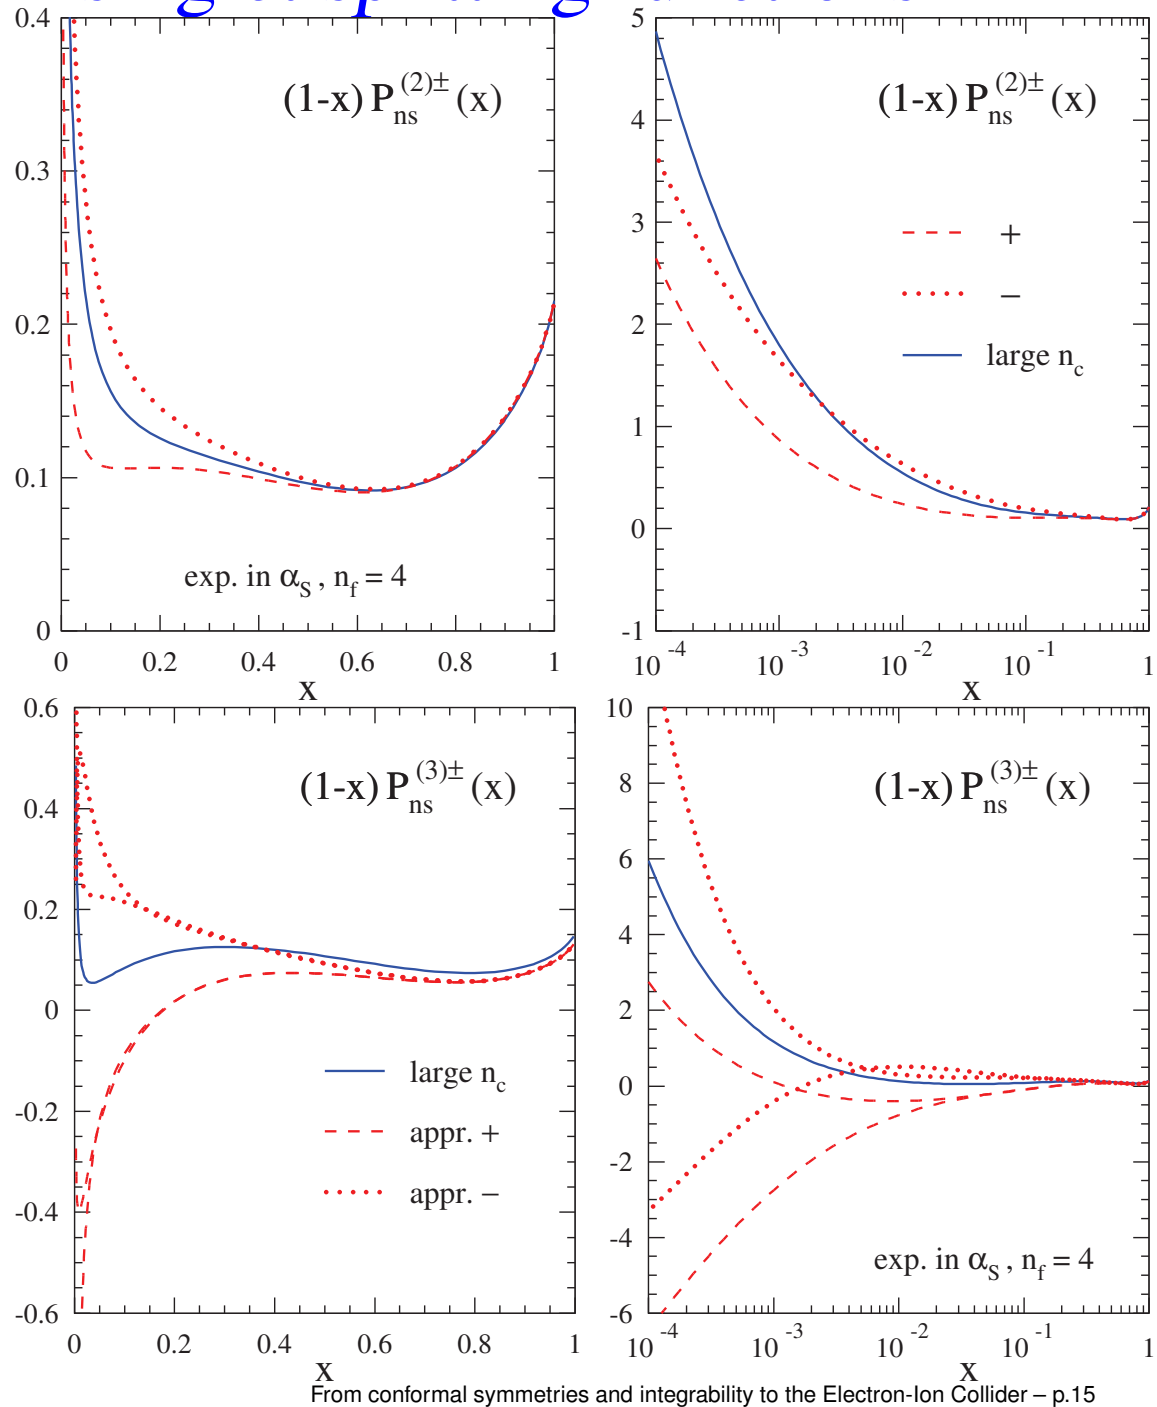 (1-x) P_ns^(2)± (x)
exp. in α_S , n_f = 4
0.4
0.3
0.2
0.1
0
0 0.2 0.4 0.6 0.8 1
x
(1-x) P_ns^(2)± (x)
+
−
large n_c
5
4
3
2
1
0
-1
10^-4 10^-3 10^-2 10^-1 1
x
(1-x) P_ns^(3)± (x)
large n_c
appr. +
appr. −
0.6
0.4
0.2
0
-0.2
-0.4
-0.6
0 0.2 0.4 0.6 0.8 1
x
(1-x) P_ns^(3)± (x)
exp. in α_S , n_f = 4
10
8
6
4
2
0
-2
-4
-6
10^-4 10^-3 10^-2 10^-1 1
x
From conformal symmetries and integrability to the Electron-Ion Collider – p.15